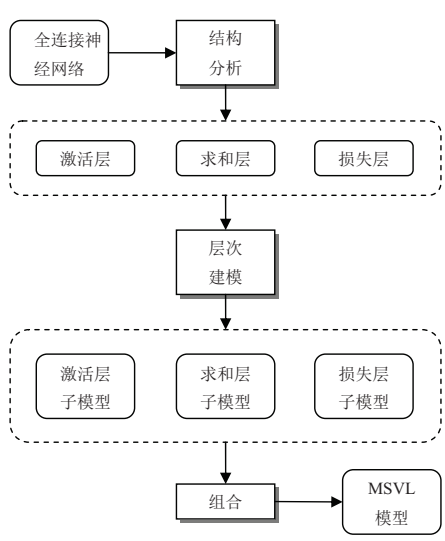 全连接神
经网络
结构
分析
激活层
求和层
损失层
层次
建模
激活层
子模型
求和层
子模型
损失层
子模型
组合
MSVL
模型